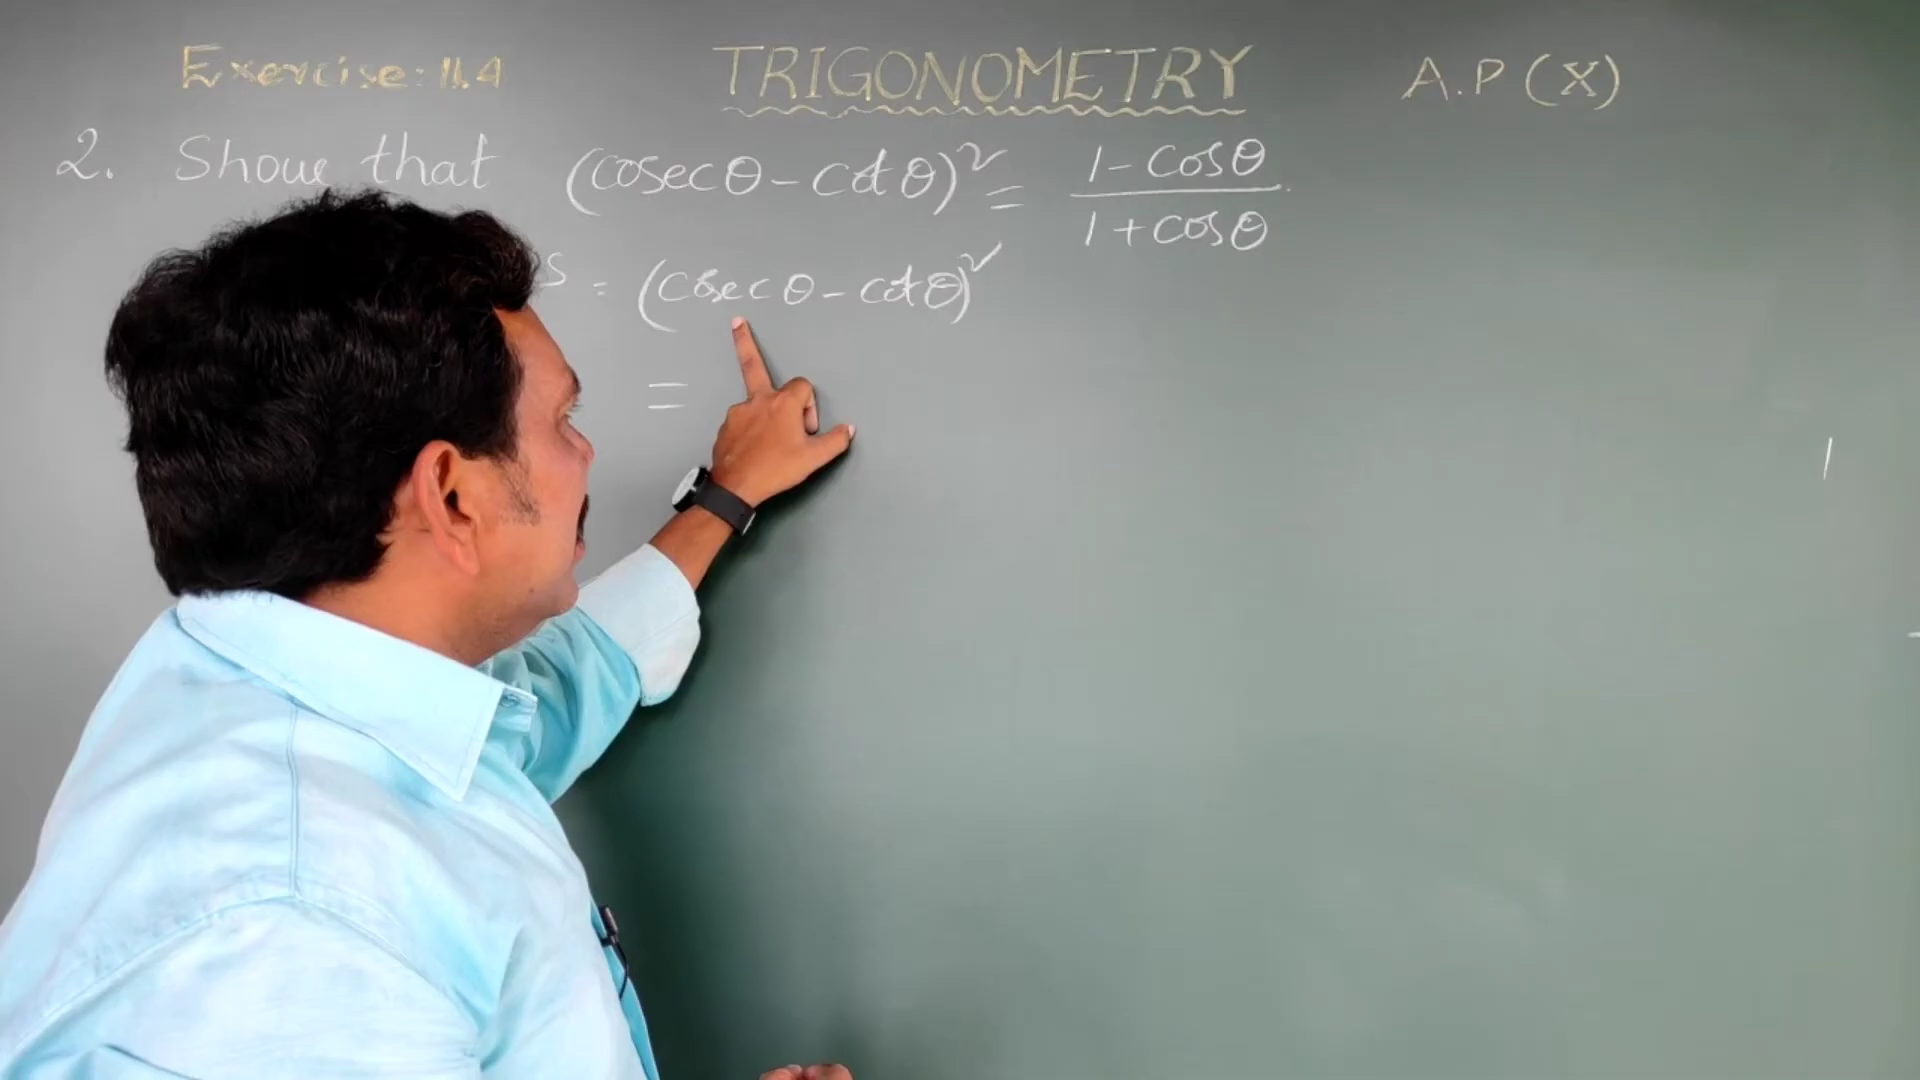 Exercise: 11.4 TRIGONOMETRY A.P (X)
2. Show that (cosecθ - cotθ)² = (1 - cosθ)/(1 + cosθ)
S = (cosecθ - cotθ)²
=